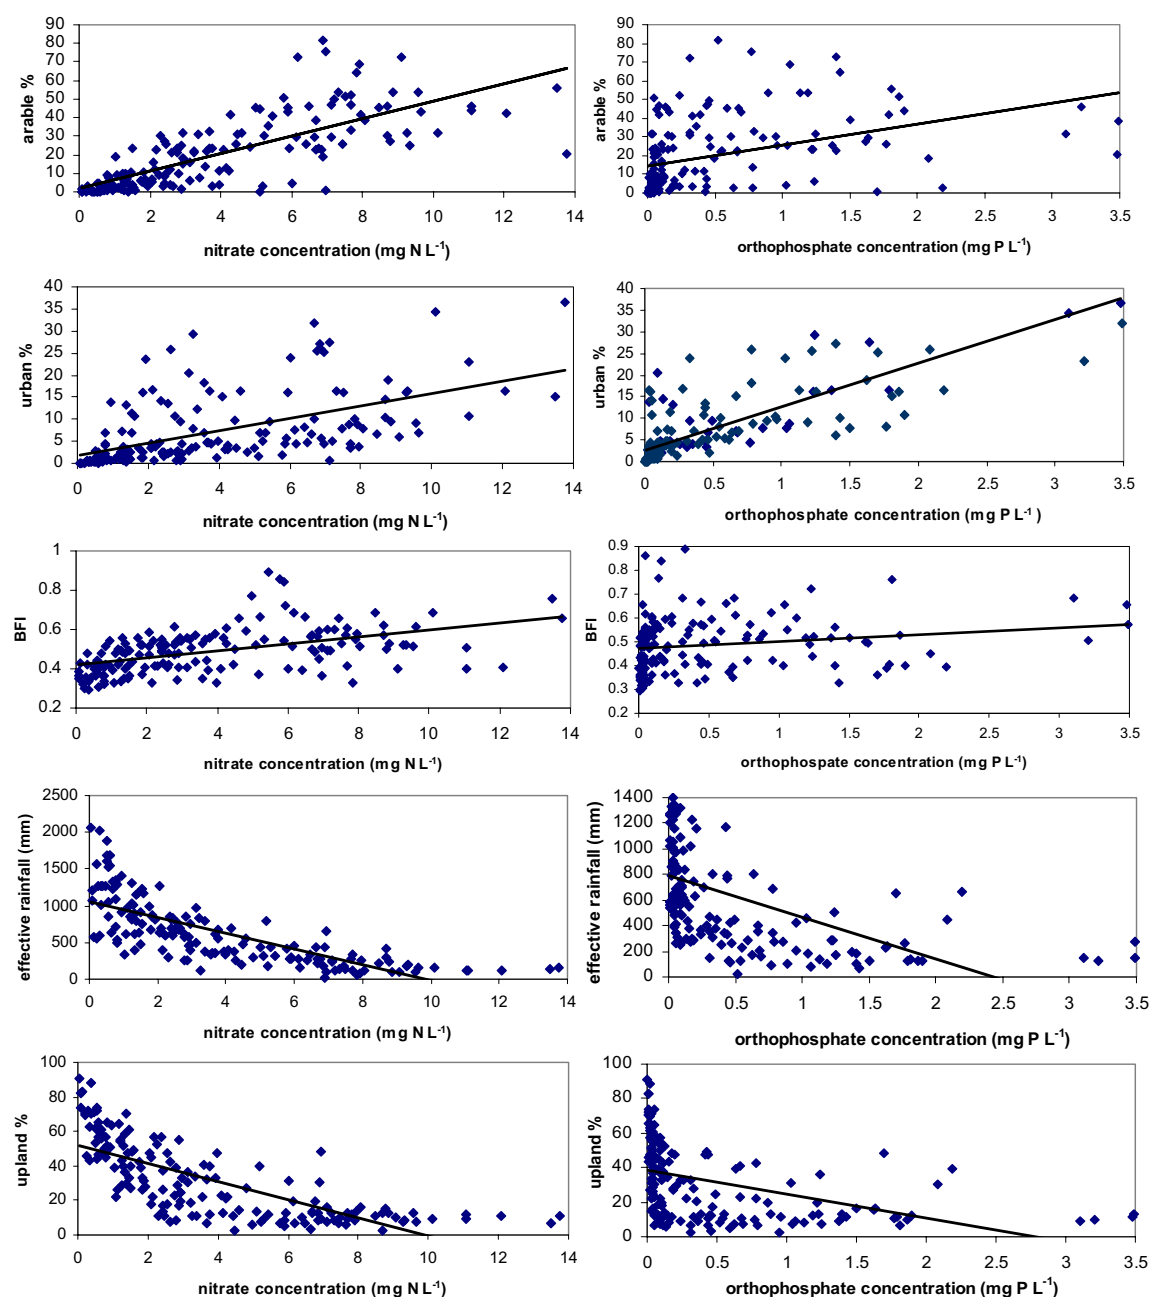 90
80
70
60
50
40
30
20
10
0
arable %
0 2 4 6 8 10 12 14
nitrate concentration (mg N L-1)
90
80
70
60
50
40
30
20
10
0
arable %
0 0.5 1 1.5 2 2.5 3 3.5
orthophosphate concentration (mg P L-1)
40
35
30
25
20
15
10
5
0
urban %
0 2 4 6 8 10 12 14
nitrate concentration (mg N L-1)
40
35
30
25
20
15
10
5
0
urban %
0 0.5 1 1.5 2 2.5 3 3.5
orthophosphate concentration (mg P L-1 )
1
0.8
0.6
0.4
0.2
BFI
0 2 4 6 8 10 12 14
nitrate concentration (mg N L-1)
0.9
0.8
0.7
0.6
0.5
0.4
0.3
0.2
BFI
0 0.5 1 1.5 2 2.5 3 3.5
orthophospate concentration (mg P L-1)
2500
2000
1500
1000
500
0
effective rainfall (mm)
0 2 4 6 8 10 12 14
nitrate concentration (mg N L-1)
1400
1200
1000
800
600
400
200
0
effective rainfall (mm)
0 0.5 1 1.5 2 2.5 3 3.5
orthophosphate concentration (mg P L-1)
100
80
60
40
20
0
upland %
0 2 4 6 8 10 12 14
nitrate concentration (mg N L-1)
100
80
60
40
20
0
upland %
0 0.5 1 1.5 2 2.5 3 3.5
orthophosphate concentration (mg P L-1)